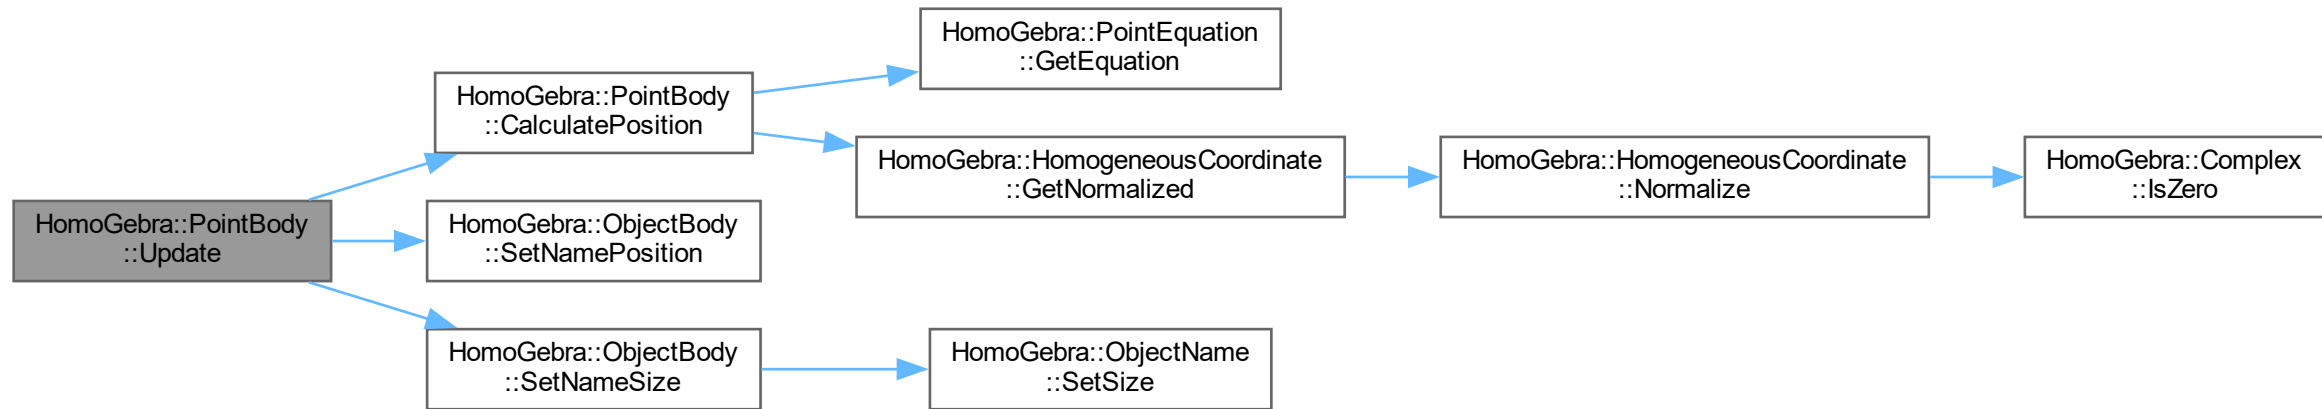 HomoGebra::PointBody
::Update
HomoGebra::PointBody
::CalculatePosition
HomoGebra::PointEquation
::GetEquation
HomoGebra::HomogeneousCoordinate
::GetNormalized
HomoGebra::HomogeneousCoordinate
::Normalize
HomoGebra::Complex
::IsZero
HomoGebra::ObjectBody
::SetNamePosition
HomoGebra::ObjectBody
::SetNameSize
HomoGebra::ObjectName
::SetSize